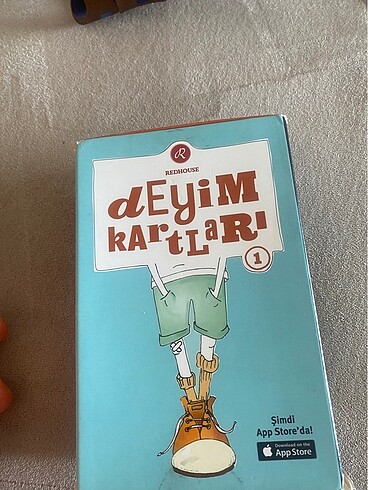 R
REDHOUSE
dEyiM
kARtLaRı
1
Şimdi
App Store'da!
Download on the
App Store